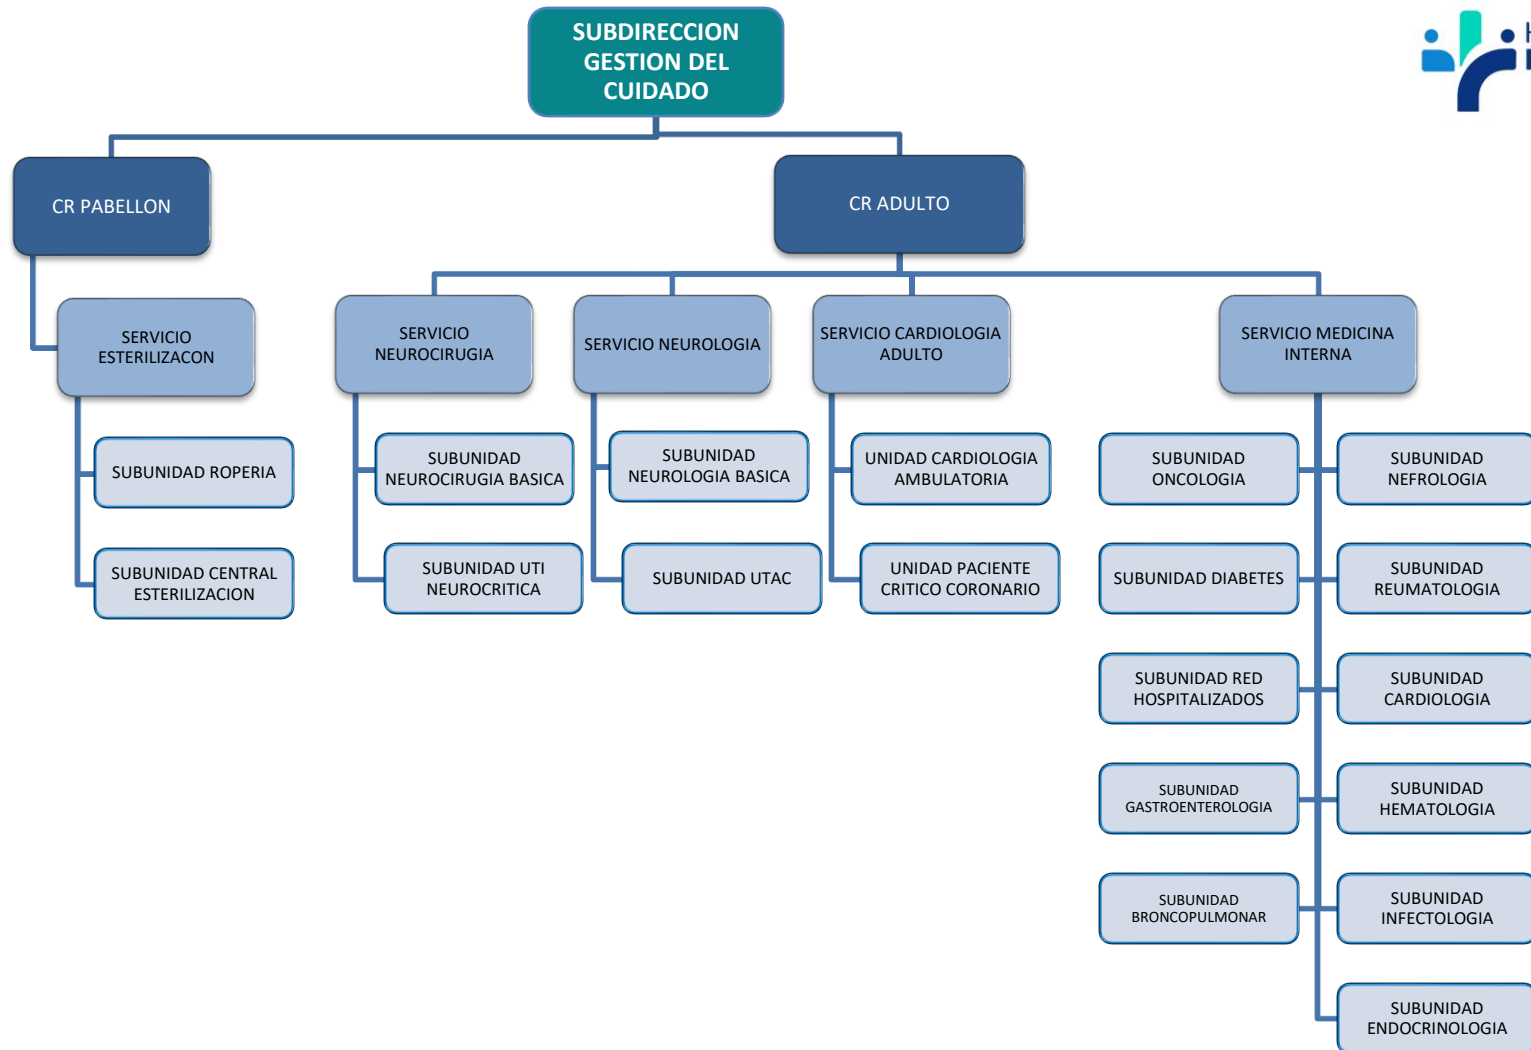 SUBDIRECCION
GESTION DEL
CUIDADO
CR PABELLON
CR ADULTO
SERVICIO
ESTERILIZACON
SERVICIO
NEUROCIRUGIA
SERVICIO NEUROLOGIA
SERVICIO CARDIOLOGIA
ADULTO
SERVICIO MEDICINA
INTERNA
SUBUNIDAD ROPERIA
SUBUNIDAD CENTRAL
ESTERILIZACION
SUBUNIDAD
NEUROCIRUGIA BASICA
SUBUNIDAD UTI
NEUROCRITICA
SUBUNIDAD
NEUROLOGIA BASICA
SUBUNIDAD UTAC
UNIDAD CARDIOLOGIA
AMBULATORIA
UNIDAD PACIENTE
CRITICO CORONARIO
SUBUNIDAD
ONCOLOGIA
SUBUNIDAD
NEFROLOGIA
SUBUNIDAD DIABETES
SUBUNIDAD
REUMATOLOGIA
SUBUNIDAD RED
HOSPITALIZADOS
SUBUNIDAD
CARDIOLOGIA
SUBUNIDAD
GASTROENTEROLOGIA
SUBUNIDAD
HEMATOLOGIA
SUBUNIDAD
BRONCOPULMONAR
SUBUNIDAD
INFECTOLOGIA
SUBUNIDAD
ENDOCRINOLOGIA